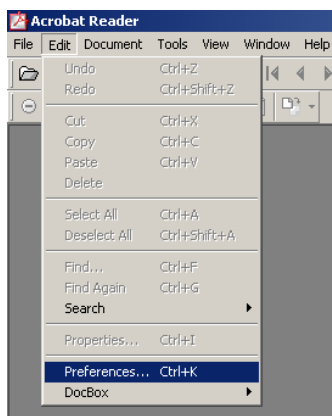 Acrobat Reader
File Edit Document Tools View Window Help
Undo Ctrl+Z
Redo Ctrl+Shift+Z
Cut Ctrl+X
Copy Ctrl+C
Paste Ctrl+V
Delete
Select All Ctrl+A
Deselect All Ctrl+Shift+A
Find... Ctrl+F
Find Again Ctrl+G
Search
Properties... Ctrl+I
Preferences... Ctrl+K
DocBox